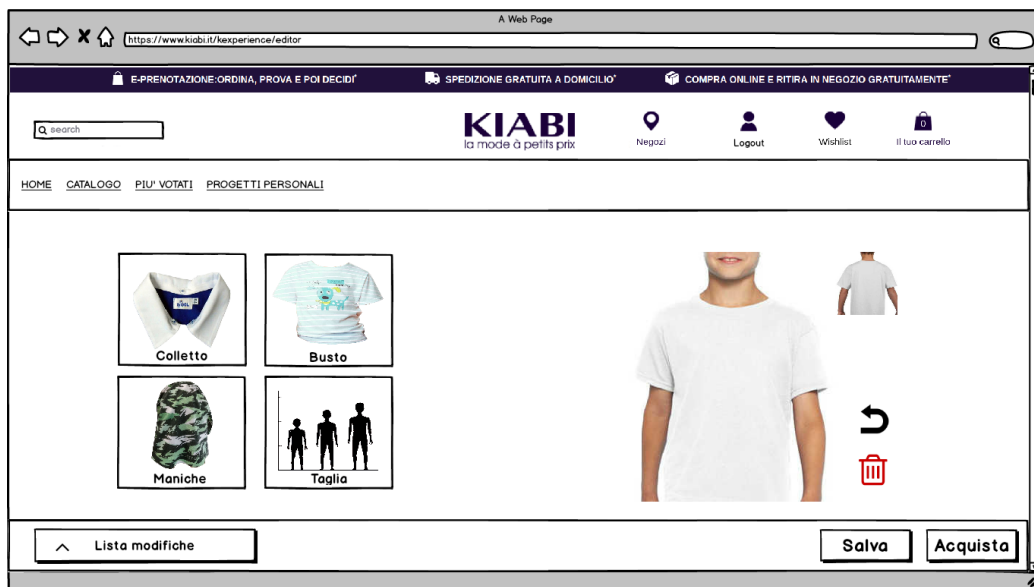 A Web Page
https://www.kiabi.it/kexperience/editor
E-PRENOTAZIONE:ORDINA, PROVA E POI DECIDI*
SPEDIZIONE GRATUITA A DOMICILIO*
COMPRA ONLINE E RITIRA IN NEGOZIO GRATUITAMENTE*
search
KIABI
la mode à petits prix
Negozi
Logout
Wishlist
0
Il tuo carrello
HOME
CATALOGO
PIU' VOTATI
PROGETTI PERSONALI
Colletto
Busto
Maniche
Taglia
Lista modifiche
Salva
Acquista